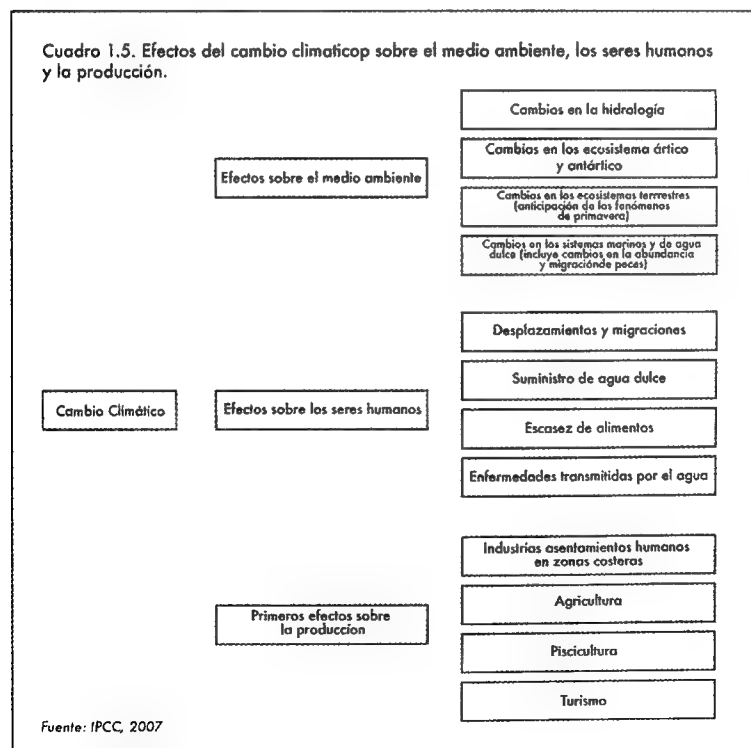 Cuadro 1.5. Efectos del cambio climaticop sobre el medio ambiente, los seres humanos
y la producción.
Cambio Climático
Efectos sobre el medio ambiente
Cambios en la hidrología
Cambios en los ecosistema ártico
y antártico
Cambios en los ecosistemas terrrestres
(anticipación de los fenómenos
de primavera)
Cambios en los sistemas marinos y de agua
dulce (incluye cambios en la abundancia
y migraciónde peces)
Efectos sobre los seres humanos
Desplazamientos y migraciones
Suministro de agua dulce
Escasez de alimentos
Enfermedades transmitidas por el agua
Primeros efectos sobre
la produccion
Industrias asentamientos humanos
en zonas costeras
Agricultura
Piscicultura
Turismo
Fuente: IPCC, 2007